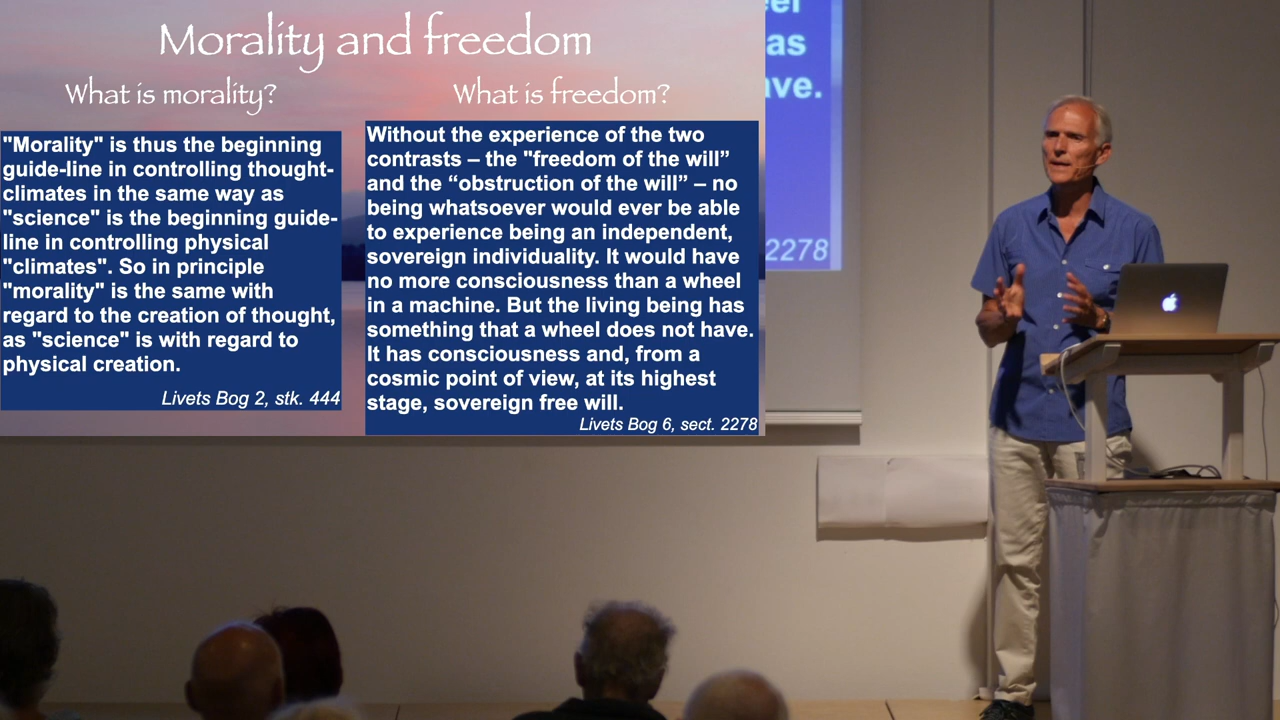 Morality and freedom
What is morality?
"Morality" is thus the beginning
guide-line in controlling thought-
climates in the same way as
"science" is the beginning guide-
line in controlling physical
"climates". So in principle
"morality" is the same with
regard to the creation of thought,
as "science" is with regard to
physical creation.
Livets Bog 2, stk. 444
What is freedom?
Without the experience of the two
contrasts – the "freedom of the will”
and the “obstruction of the will” – no
being whatsoever would ever be able
to experience being an independent,
sovereign individuality. It would have
no more consciousness than a wheel
in a machine. But the living being has
something that a wheel does not have.
It has consciousness and, from a
cosmic point of view, at its highest
stage, sovereign free will.
Livets Bog 6, sect. 2278
as
ave.
2278